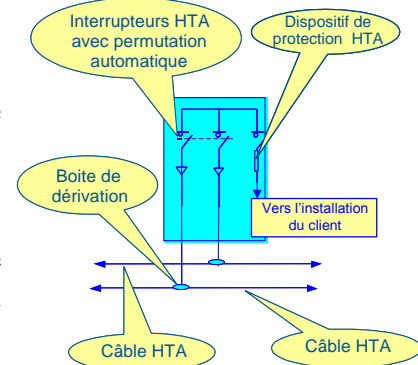 Interrupteurs HTA
avec permutation
automatique
Dispositif de
protection HTA
Boite de
dérivation
Vers l'installation
du client
Câble HTA
Câble HTA